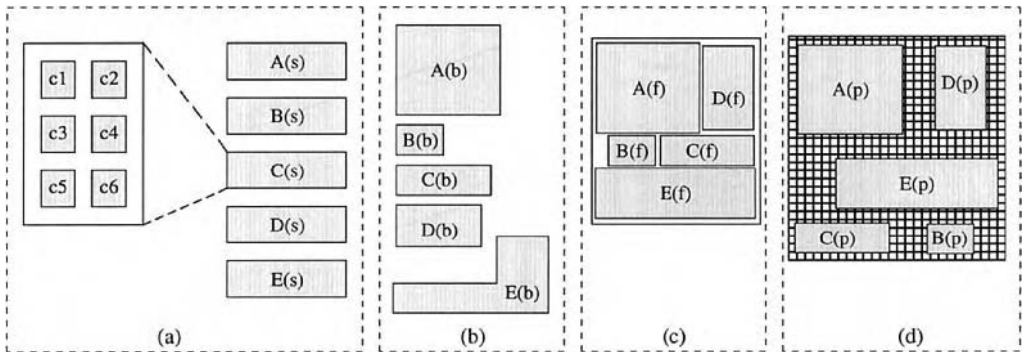 c1 c2
c3 c4
c5 c6
A(s)
B(s)
C(s)
D(s)
E(s)
(a)
A(b)
B(b)
C(b)
D(b)
E(b)
(b)
A(f)
D(f)
B(f) C(f)
E(f)
(c)
A(p)
D(p)
E(p)
C(p) B(p)
(d)